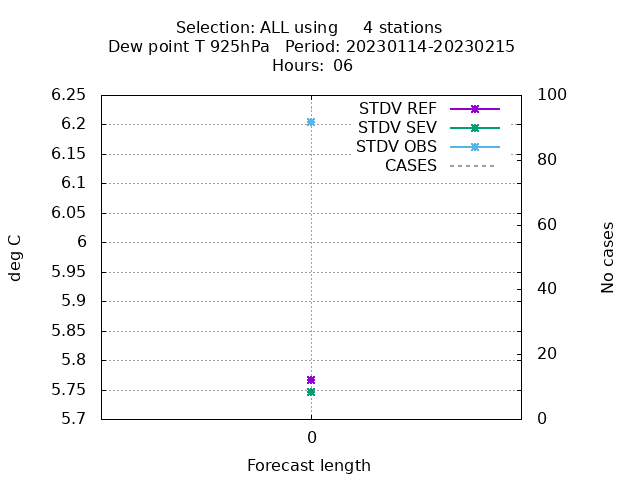 Selection: ALL using     4 stations
Dew point T 925hPa   Period: 20230114-20230215
Hours:  06
6.25
6.2
6.15
6.1
6.05
6
5.95
5.9
5.85
5.8
5.75
5.7
100
80
60
40
20
0
STDV REF
STDV SEV
STDV OBS
CASES
deg C
No cases
0
Forecast length